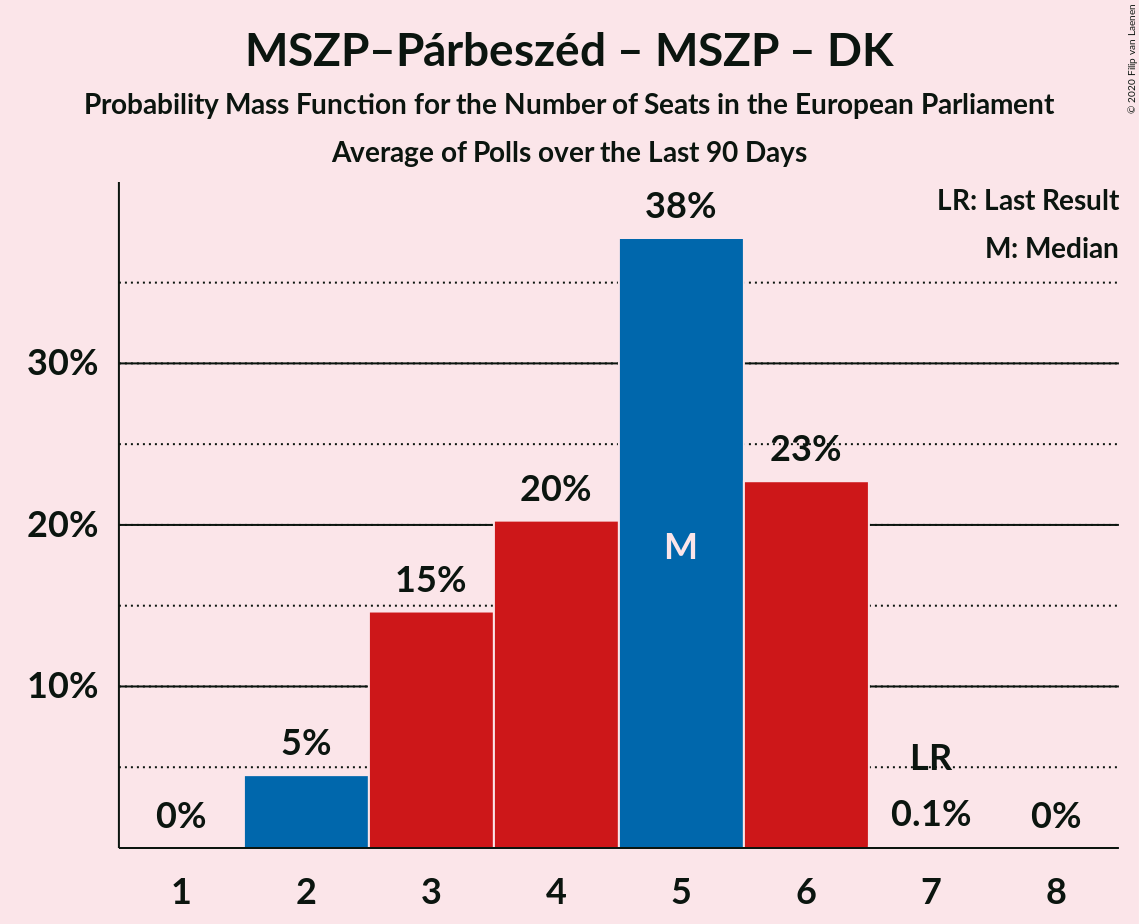 MSZP–Párbeszéd – MSZP – DK
Probability Mass Function for the Number of Seats in the European Parliament
Average of Polls over the Last 90 Days
© 2020 Filip van Laenen
LR: Last Result
M: Median
38%
30%
23%
20%
20%
M
15%
10%
5%
LR
0%
0.1%
0%
1 2 3 4 5 6 7 8